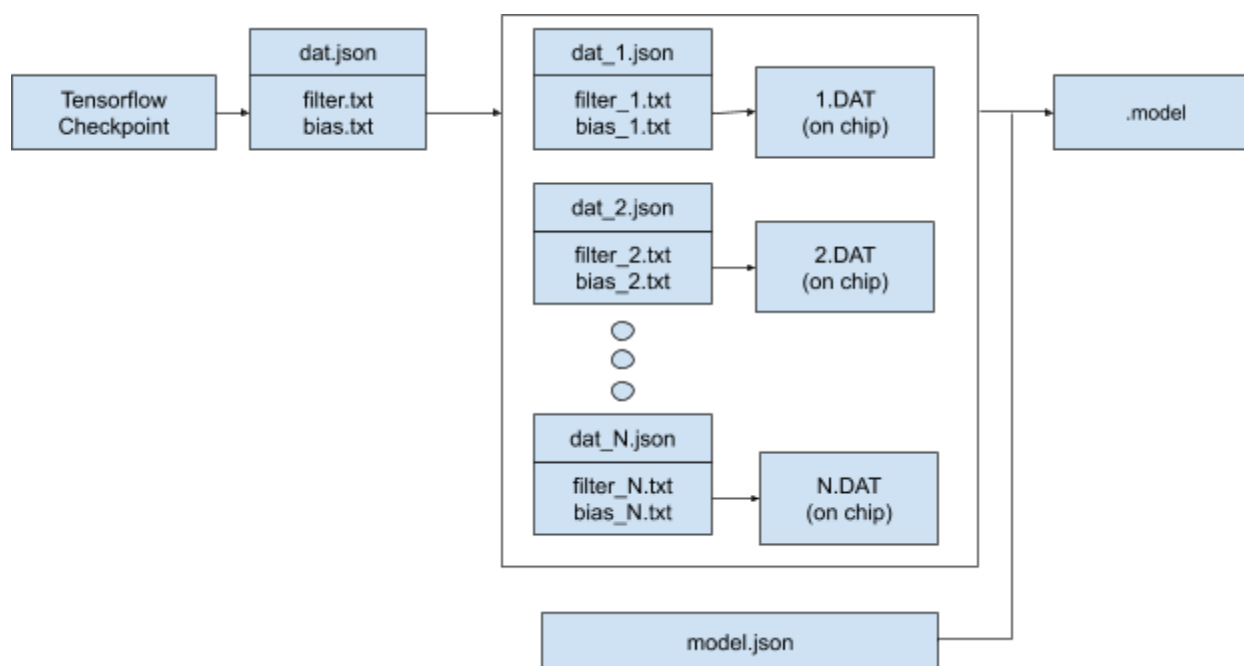 Tensorflow
Checkpoint
dat.json
filter.txt
bias.txt
dat_1.json
filter_1.txt
bias_1.txt
1.DAT
(on chip)
dat_2.json
filter_2.txt
bias_2.txt
2.DAT
(on chip)
dat_N.json
filter_N.txt
bias_N.txt
N.DAT
(on chip)
.model
model.json